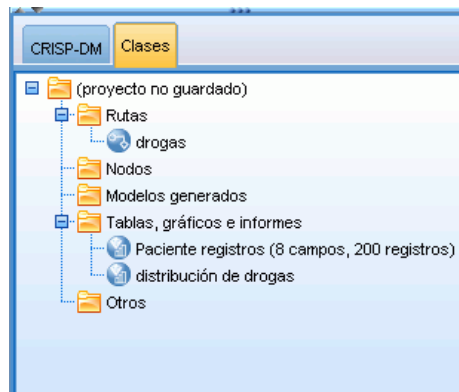 CRISP-DM Clases
(proyecto no guardado)
Rutas
drogas
Nodos
Modelos generados
Tablas, gráficos e informes
Paciente registros (8 campos, 200 registros)
distribución de drogas
Otros